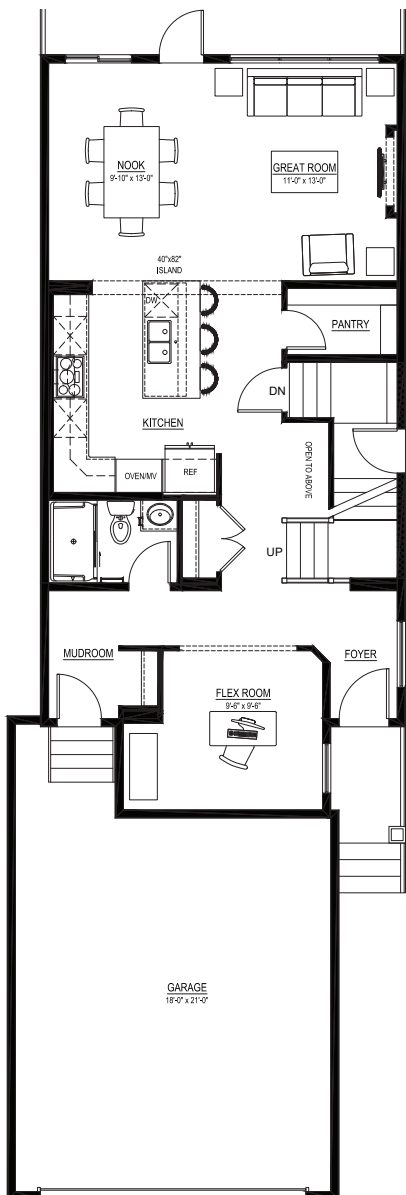 NOOK
9'-10" x 13'-0"
GREAT ROOM
11'-0" x 13'-0"
40"x82"
ISLAND
DW
PANTRY
DN
KITCHEN
OPEN TO ABOVE
OVEN/MV
REF
UP
MUDROOM
FOYER
FLEX ROOM
9'-6" x 9'-6"
GARAGE
18'-0" x 21'-0"